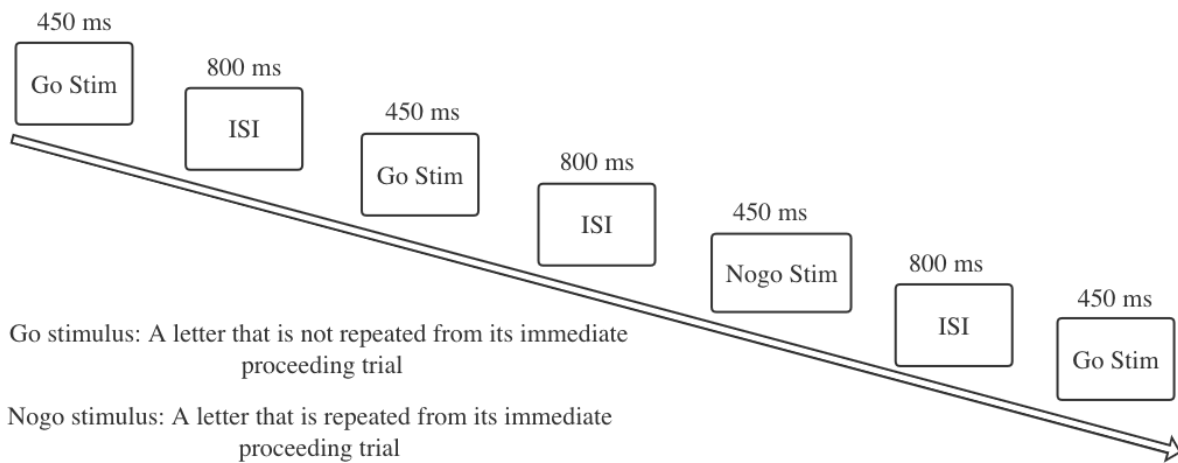 450 ms
Go Stim
800 ms
ISI
450 ms
Go Stim
800 ms
ISI
450 ms
Nogo Stim
800 ms
ISI
450 ms
Go Stim
Go stimulus: A letter that is not repeated from its immediate
proceeding trial
Nogo stimulus: A letter that is repeated from its immediate
proceeding trial